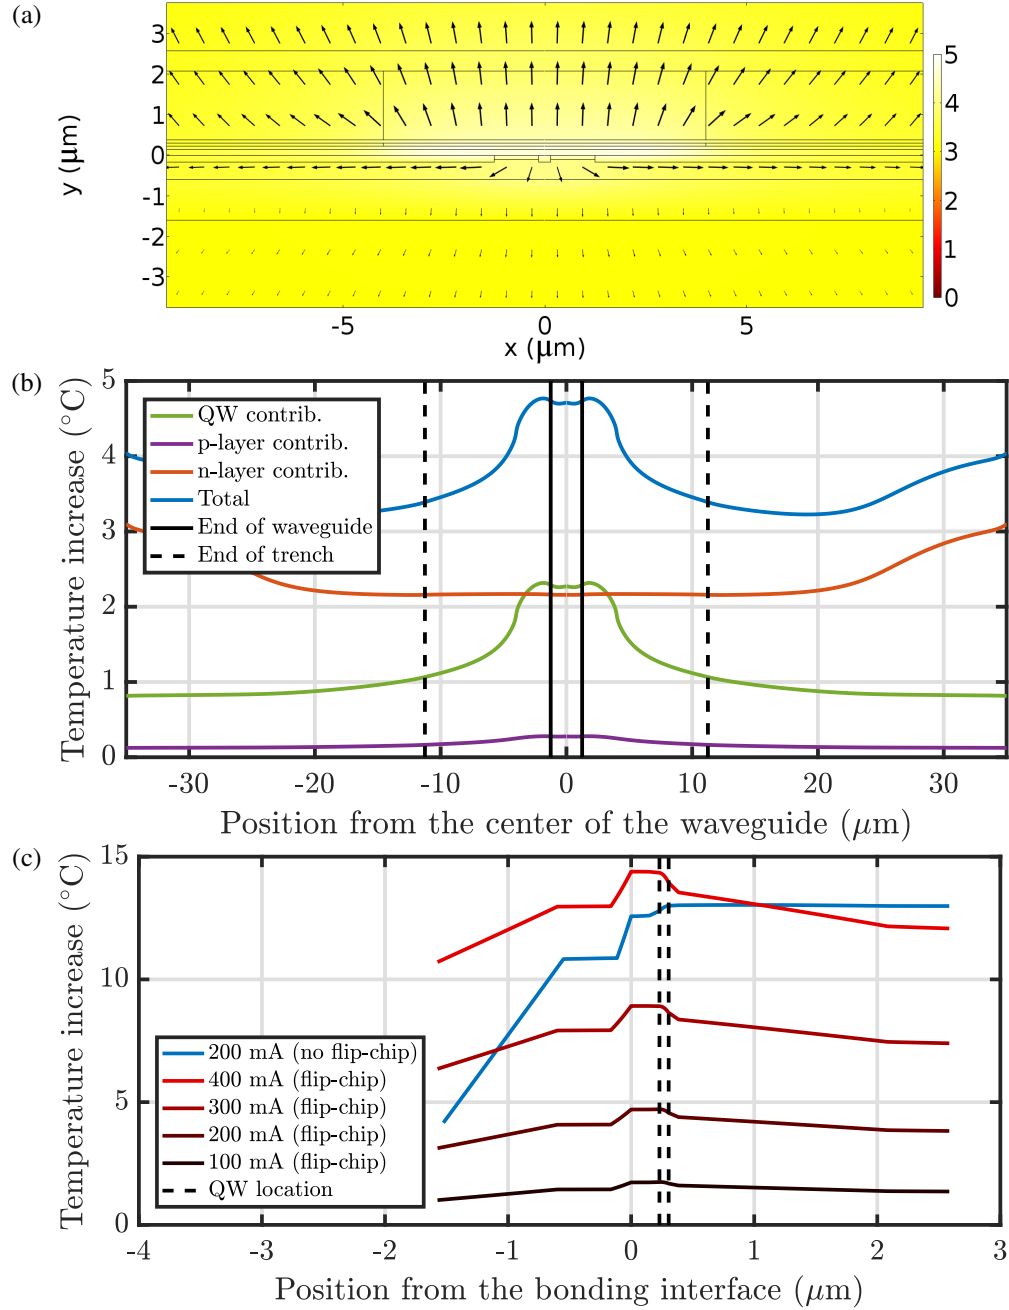 (a)
3
2
1
0
-1
-2
-3
y (μm)
-5
0
5
x (μm)
5
4
3
2
1
0
(b)
5
4
3
2
1
0
Temperature increase (°C)
QW contrib.
p-layer contrib.
n-layer contrib.
Total
End of waveguide
End of trench
-30
-20
-10
0
10
20
30
Position from the center of the waveguide (μm)
(c)
15
10
5
0
Temperature increase (°C)
200 mA (no flip-chip)
400 mA (flip-chip)
300 mA (flip-chip)
200 mA (flip-chip)
100 mA (flip-chip)
QW location
-4
-3
-2
-1
0
1
2
3
Position from the bonding interface (μm)